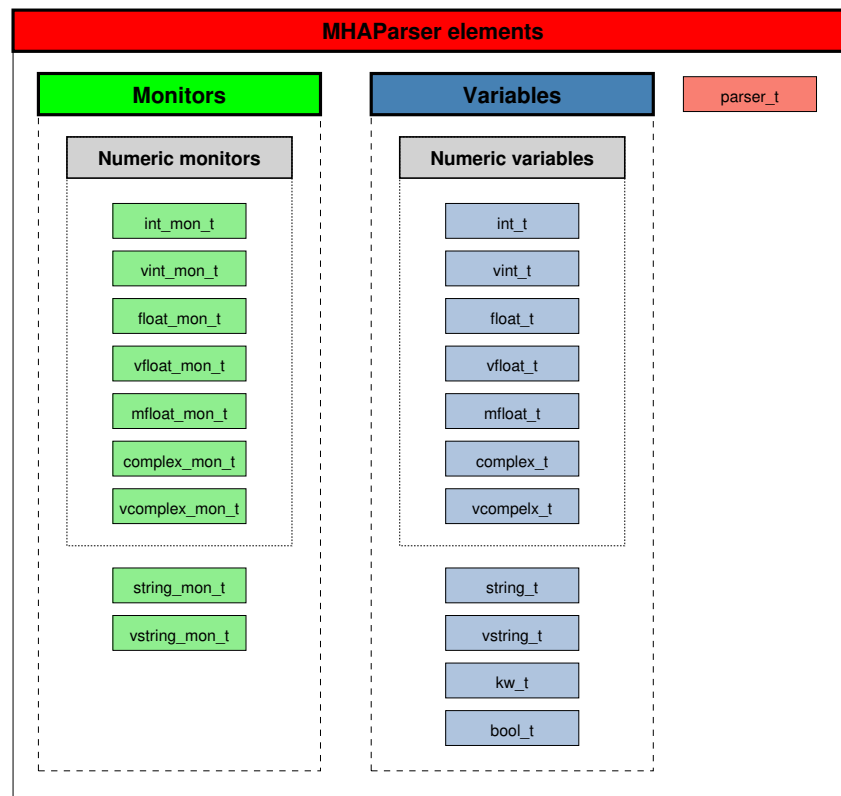 MHAParser elements
Monitors
Numeric monitors
int_mon_t
vint_mon_t
float_mon_t
vfloat_mon_t
mfloat_mon_t
complex_mon_t
vcomplex_mon_t
string_mon_t
vstring_mon_t
Variables
Numeric variables
int_t
vint_t
float_t
vfloat_t
mfloat_t
complex_t
vcompelx_t
string_t
vstring_t
kw_t
bool_t
parser_t